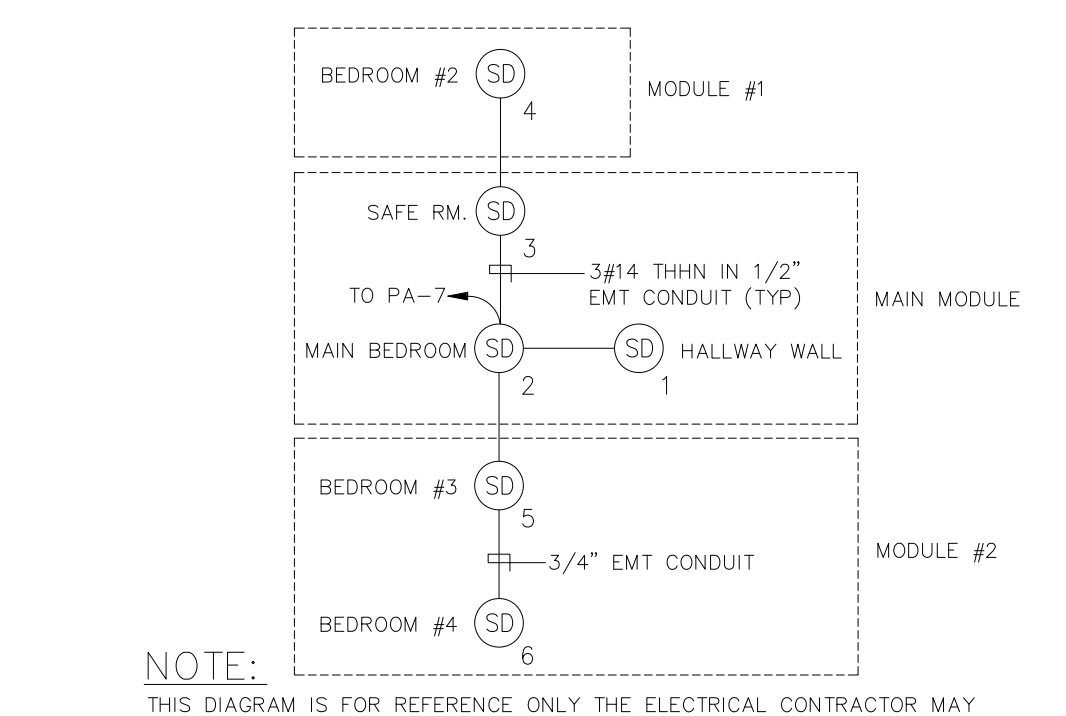 BEDROOM #2 SD
4
MODULE #1
SAFE RM. SD
3
3#14 THHN IN 1/2”
EMT CONDUIT (TYP)
TO PA-7
MAIN MODULE
MAIN BEDROOM SD
2
SD HALLWAY WALL
1
BEDROOM #3 SD
5
3/4” EMT CONDUIT
MODULE #2
BEDROOM #4 SD
6
NOTE:
THIS DIAGRAM IS FOR REFERENCE ONLY THE ELECTRICAL CONTRACTOR MAY